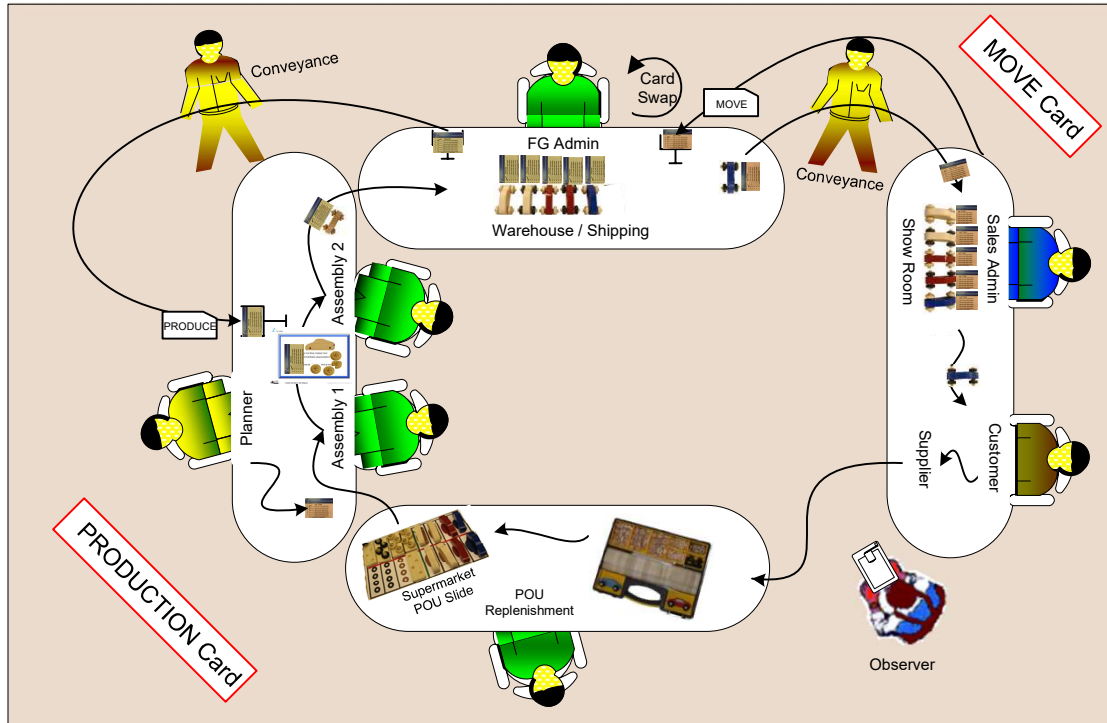 Conveyance
FG Admin
Card
Swap
MOVE
MOVE Card
Conveyance
Warehouse / Shipping
Assembly 2
Sales Admin
Show Room
PRODUCE
Planner
Assembly 1
Supplier
Customer
Supermarket
POU Slide
POU
Replenishment
PRODUCTION Card
Observer